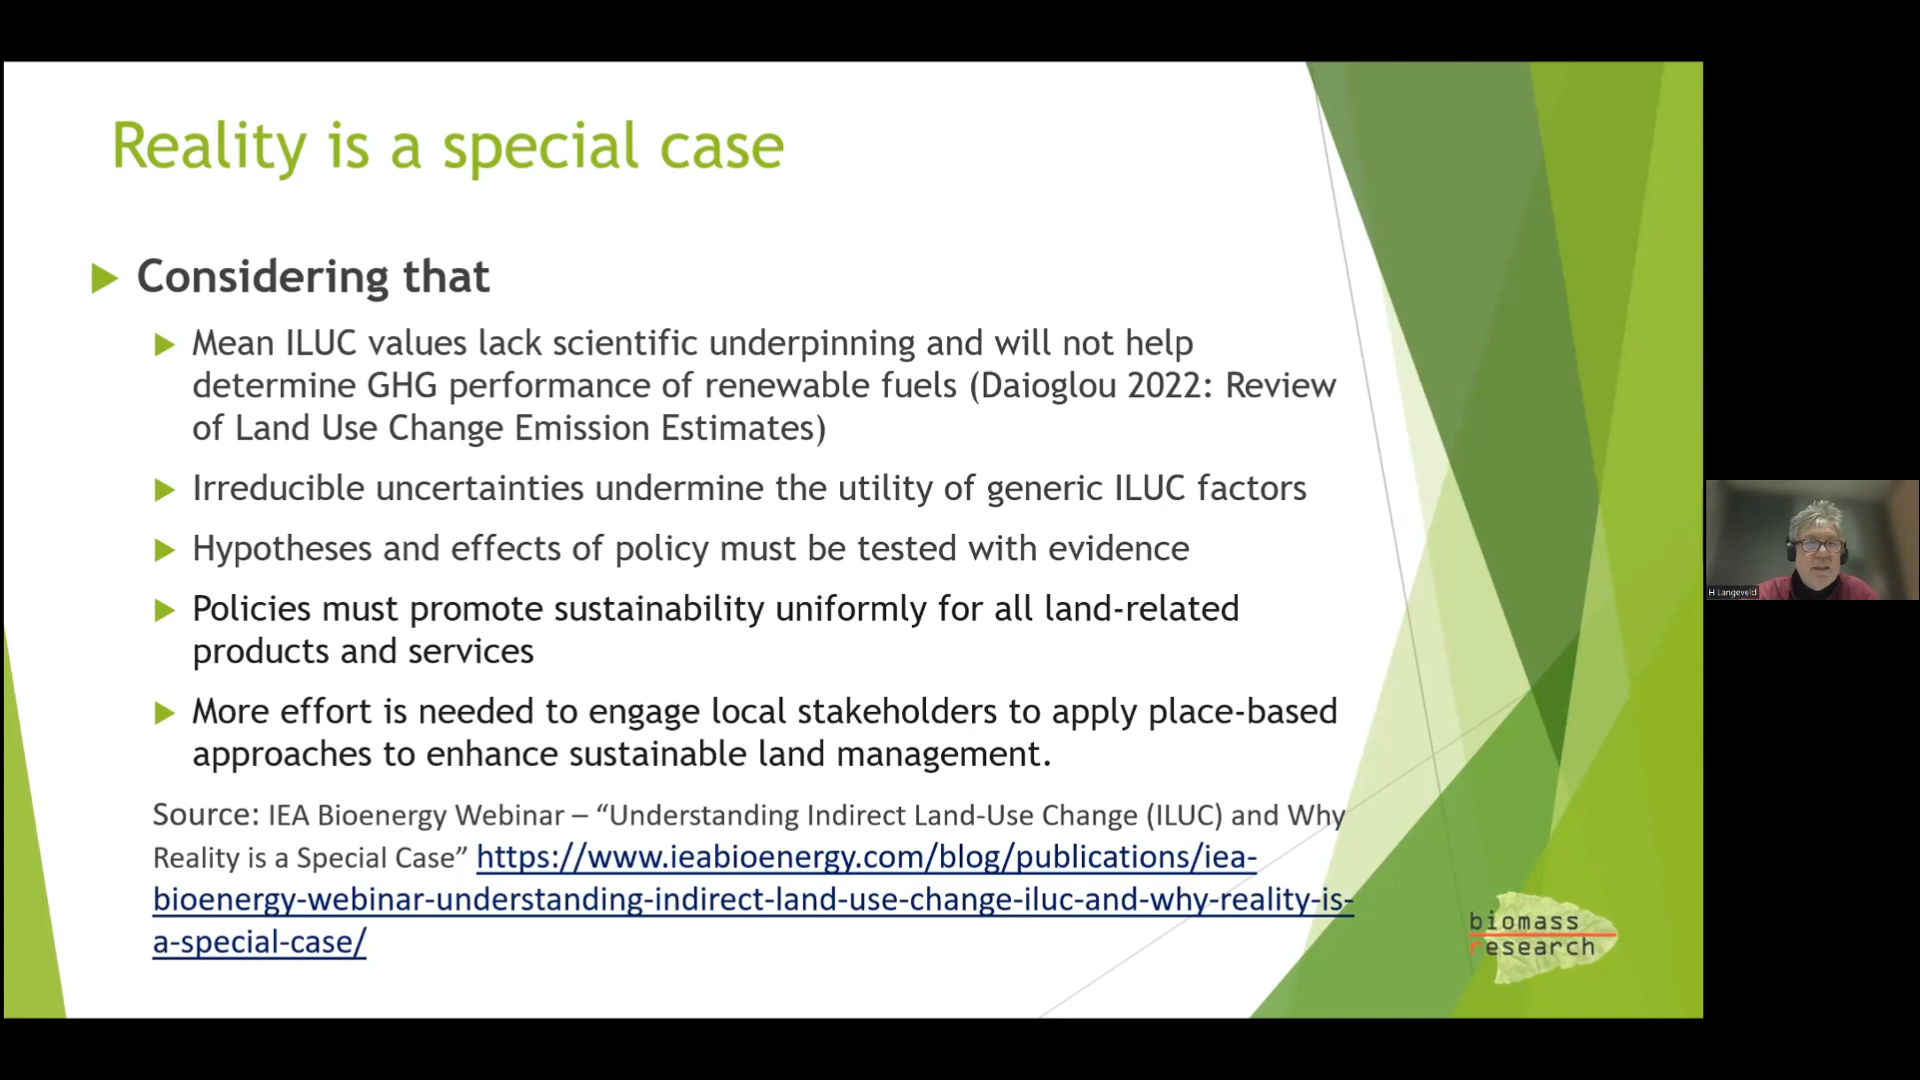 Reality is a special case
Considering that
Mean ILUC values lack scientific underpinning and will not help
determine GHG performance of renewable fuels (Daioglou 2022: Review
of Land Use Change Emission Estimates)
Irreducible uncertainties undermine the utility of generic ILUC factors
Hypotheses and effects of policy must be tested with evidence
Policies must promote sustainability uniformly for all land-related
products and services
More effort is needed to engage local stakeholders to apply place-based
approaches to enhance sustainable land management.
Source: IEA Bioenergy Webinar – “Understanding Indirect Land-Use Change (ILUC) and Why
Reality is a Special Case” https://www.ieabioenergy.com/blog/publications/iea-
bioenergy-webinar-understanding-indirect-land-use-change-iluc-and-why-reality-is-
a-special-case/
biomass
research
H Langeveld